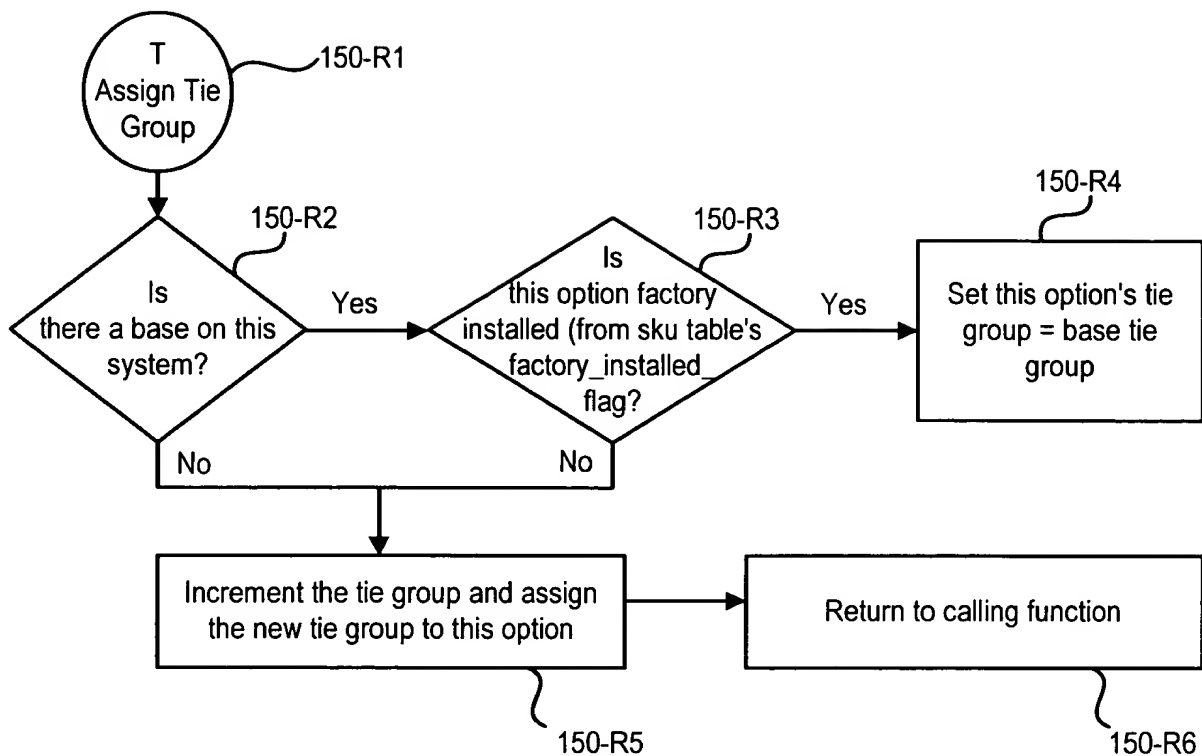 T
Assign Tie
Group
150-R1
150-R2
Is
there a base on this
system?
Yes
150-R3
Is
this option factory
installed (from sku table's
factory_installed_
flag?
Yes
150-R4
Set this option's tie
group = base tie
group
No
No
Increment the tie group and assign
the new tie group to this option
150-R5
Return to calling function
150-R6